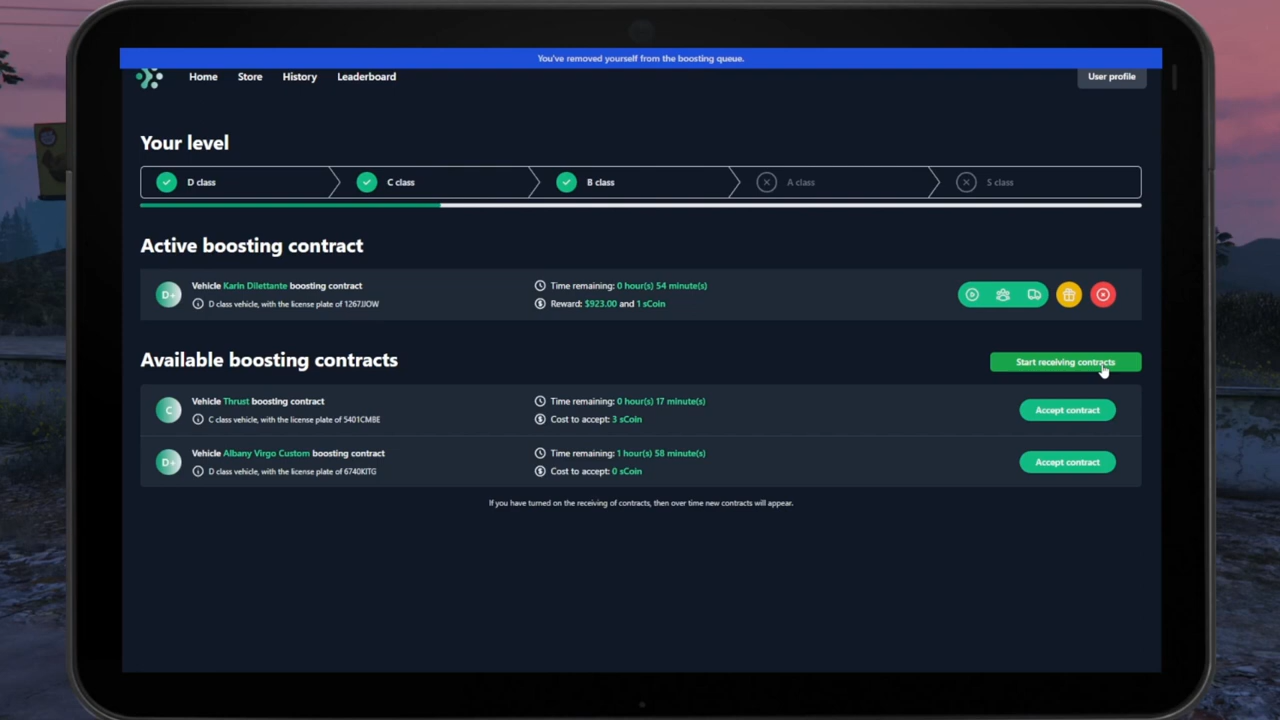 You've removed yourself from the boosting queue.
Home Store History Leaderboard User profile
Your level
D class C class B class A class S class
Active boosting contract
D+ Vehicle Karin Dilettante boosting contract
D class vehicle, with the license plate of 1267JJOW
Time remaining: 0 hour(s) 54 minute(s)
Reward: $923.00 and 1 sCoin
Available boosting contracts
Start receiving contracts
C Vehicle Thrust boosting contract
C class vehicle, with the license plate of 5401CMBE
Time remaining: 0 hour(s) 17 minute(s)
Cost to accept: 3 sCoin
Accept contract
D+ Vehicle Albany Virgo Custom boosting contract
D class vehicle, with the license plate of 6740KITG
Time remaining: 1 hour(s) 58 minute(s)
Cost to accept: 0 sCoin
Accept contract
If you have turned on the receiving of contracts, then over time new contracts will appear.